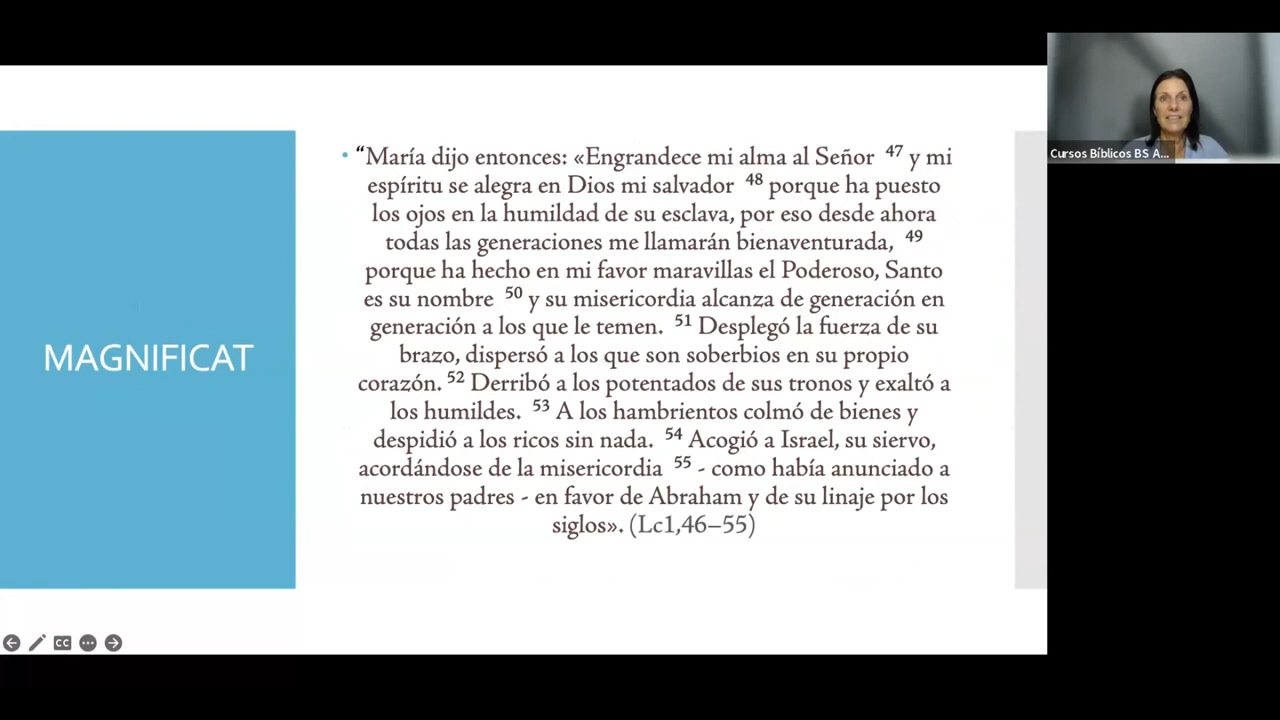 MAGNIFICAT
• “María dijo entonces: «Engrandece mi alma al Señor 47 y mi
espíritu se alegra en Dios mi salvador 48 porque ha puesto
los ojos en la humildad de su esclava, por eso desde ahora
todas las generaciones me llamarán bienaventurada, 49
porque ha hecho en mi favor maravillas el Poderoso, Santo
es su nombre 50 y su misericordia alcanza de generación en
generación a los que le temen. 51 Desplegó la fuerza de su
brazo, dispersó a los que son soberbios en su propio
corazón. 52 Derribó a los potentados de sus tronos y exaltó a
los humildes. 53 A los hambrientos colmó de bienes y
despidió a los ricos sin nada. 54 Acogió a Israel, su siervo,
acordándose de la misericordia 55 - como había anunciado a
nuestros padres - en favor de Abraham y de su linaje por los
siglos». (Lc1,46–55)
Cursos Bíblicos BS A...
CC